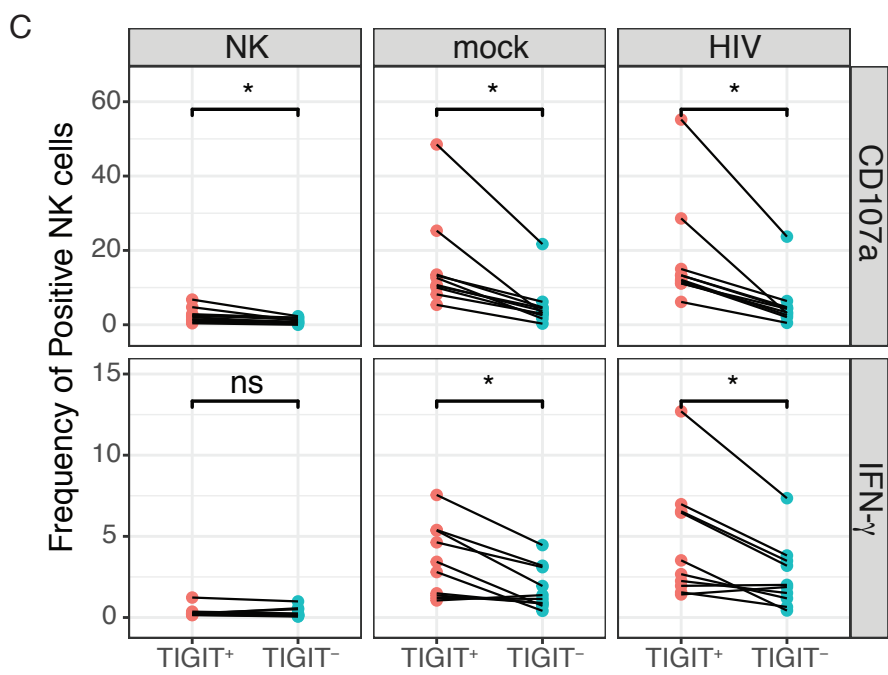 C
NK mock HIV
Frequency of Positive NK cells
60
40
20
0
* * *
CD107a
15
10
5
0
ns * *
IFN-γ
TIGIT⁺ TIGIT⁻ TIGIT⁺ TIGIT⁻ TIGIT⁺ TIGIT⁻